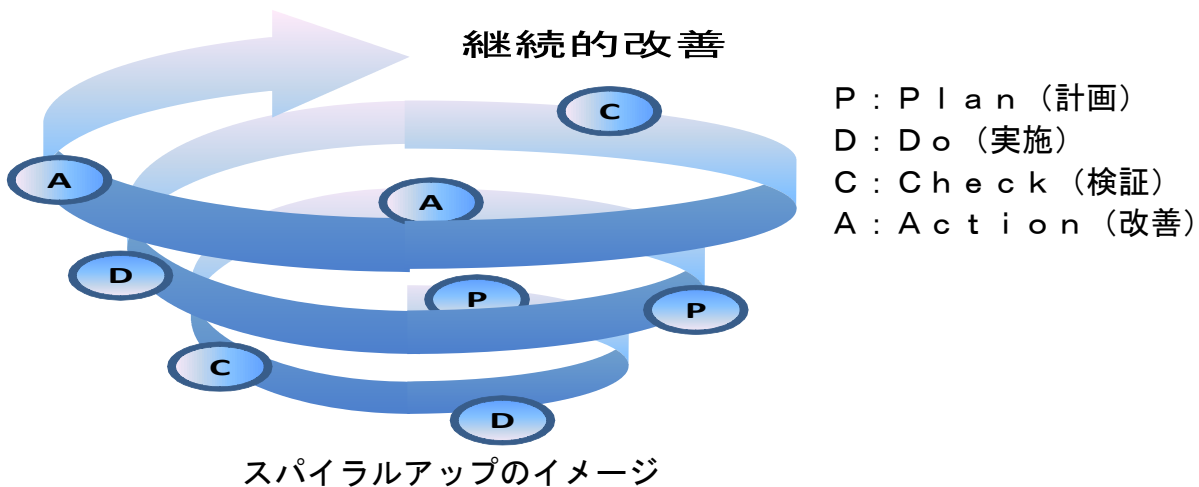 継続的改善
C
P：Plan（計画）
D：Do（実施）
C：Check（検証）
A：Action（改善）
A
A
D
P
P
C
D
スパイラルアップのイメージ